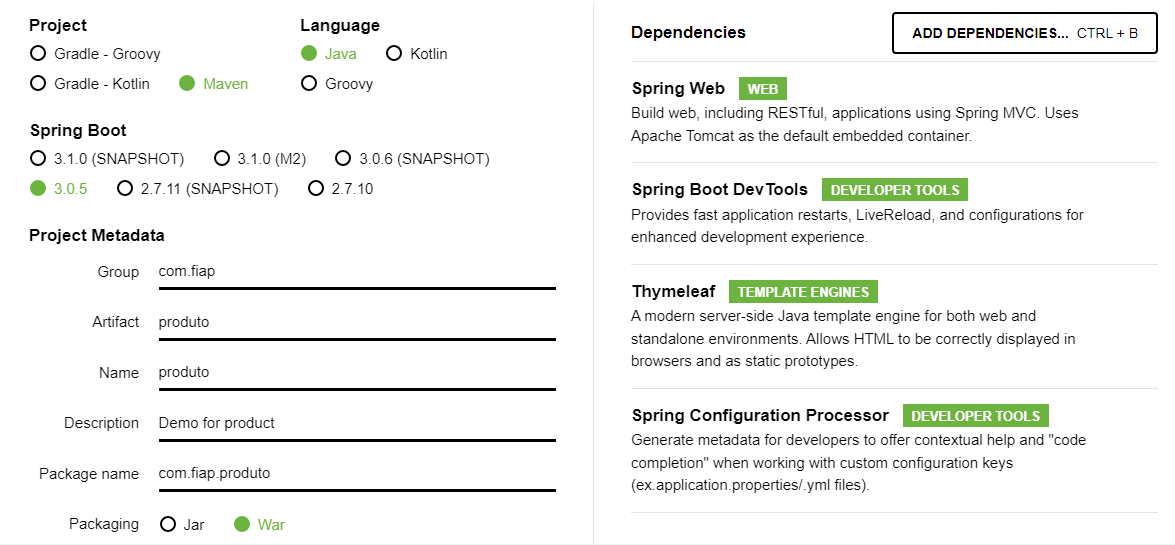 Project
Gradle - Groovy
Gradle - Kotlin Maven
Language
Java Kotlin
Groovy
Spring Boot
3.1.0 (SNAPSHOT) 3.1.0 (M2) 3.0.6 (SNAPSHOT)
3.0.5 2.7.11 (SNAPSHOT) 2.7.10
Project Metadata
Group com.fiap
Artifact produto
Name produto
Description Demo for product
Package name com.fiap.produto
Packaging Jar War
Dependencies ADD DEPENDENCIES... CTRL + B
Spring Web WEB
Build web, including RESTful, applications using Spring MVC. Uses
Apache Tomcat as the default embedded container.
Spring Boot DevTools DEVELOPER TOOLS
Provides fast application restarts, LiveReload, and configurations for
enhanced development experience.
Thymeleaf TEMPLATE ENGINES
A modern server-side Java template engine for both web and
standalone environments. Allows HTML to be correctly displayed in
browsers and as static prototypes.
Spring Configuration Processor DEVELOPER TOOLS
Generate metadata for developers to offer contextual help and "code
completion" when working with custom configuration keys
(ex.application.properties/.yml files).